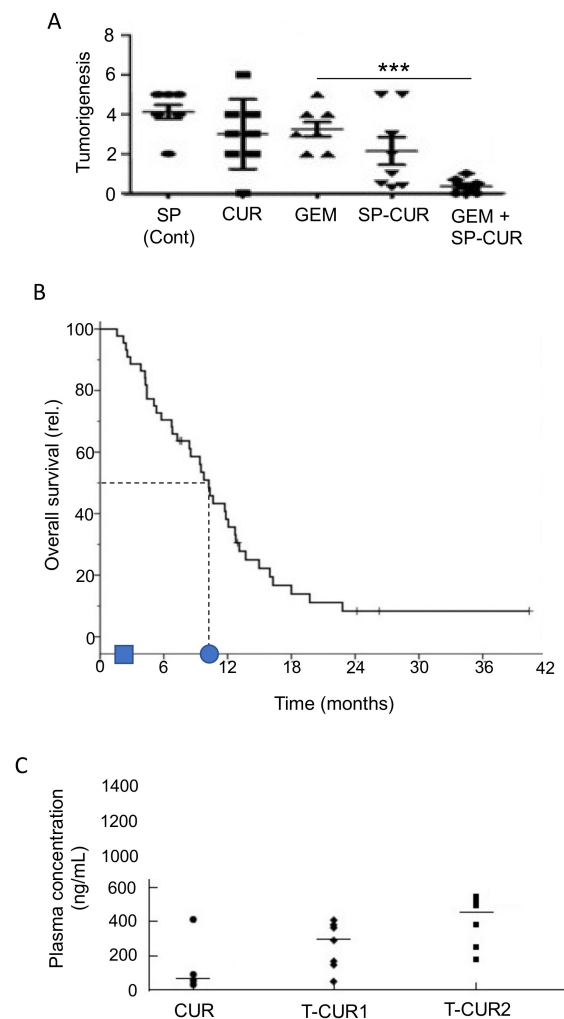 A
Tumorigenesis
8
6
4
2
0
***
SP
(Cont)
CUR
GEM
SP-CUR
GEM +
SP-CUR
B
Overall survival (rel.)
100
80
60
40
20
0
0 6 12 18 24 30 36 42
Time (months)
C
Plasma concentration
(ng/mL)
1400
1200
1000
600
400
200
0
CUR T-CUR1 T-CUR2